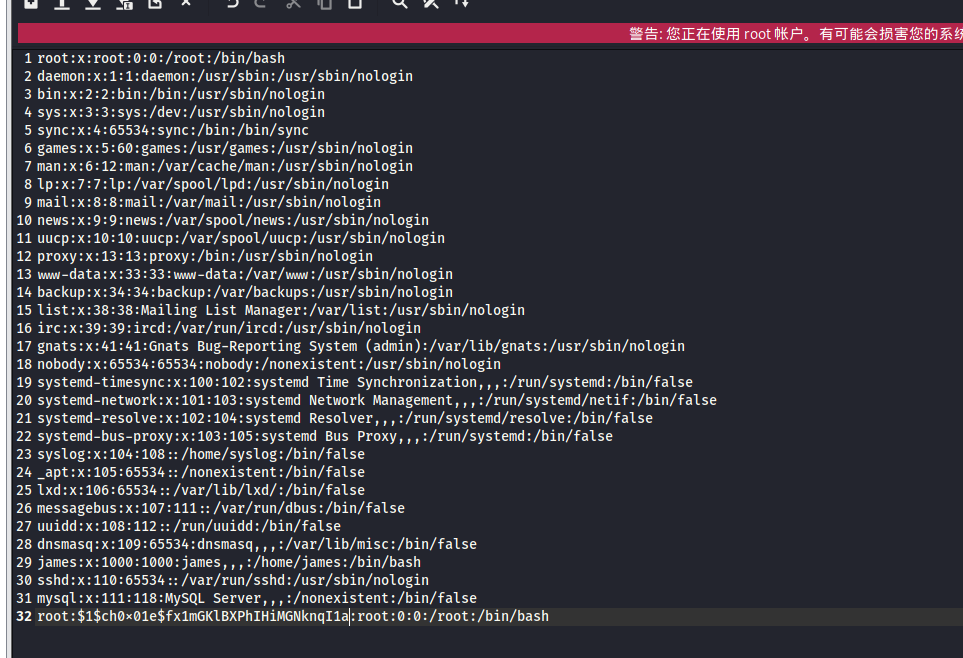 警告: 您正在使用 root 帐户。有可能会损害您的系统
1 root:x:root:0:0:/root:/bin/bash
2 daemon:x:1:1:daemon:/usr/sbin:/usr/sbin/nologin
3 bin:x:2:2:bin:/bin:/usr/sbin/nologin
4 sys:x:3:3:sys:/dev:/usr/sbin/nologin
5 sync:x:4:65534:sync:/bin:/bin/sync
6 games:x:5:60:games:/usr/games:/usr/sbin/nologin
7 man:x:6:12:man:/var/cache/man:/usr/sbin/nologin
8 lp:x:7:7:lp:/var/spool/lpd:/usr/sbin/nologin
9 mail:x:8:8:mail:/var/mail:/usr/sbin/nologin
10 news:x:9:9:news:/var/spool/news:/usr/sbin/nologin
11 uucp:x:10:10:uucp:/var/spool/uucp:/usr/sbin/nologin
12 proxy:x:13:13:proxy:/bin:/usr/sbin/nologin
13 www-data:x:33:33:www-data:/var/www:/usr/sbin/nologin
14 backup:x:34:34:backup:/var/backups:/usr/sbin/nologin
15 list:x:38:38:Mailing List Manager:/var/list:/usr/sbin/nologin
16 irc:x:39:39:ircd:/var/run/ircd:/usr/sbin/nologin
17 gnats:x:41:41:Gnats Bug-Reporting System (admin):/var/lib/gnats:/usr/sbin/nologin
18 nobody:x:65534:65534:nobody:/nonexistent:/usr/sbin/nologin
19 systemd-timesync:x:100:102:systemd Time Synchronization,,,:/run/systemd:/bin/false
20 systemd-network:x:101:103:systemd Network Management,,,:/run/systemd/netif:/bin/false
21 systemd-resolve:x:102:104:systemd Resolver,,,:/run/systemd/resolve:/bin/false
22 systemd-bus-proxy:x:103:105:systemd Bus Proxy,,,:/run/systemd:/bin/false
23 syslog:x:104:108::/home/syslog:/bin/false
24 _apt:x:105:65534::/nonexistent:/bin/false
25 lxd:x:106:65534::/var/lib/lxd/:/bin/false
26 messagebus:x:107:111::/var/run/dbus:/bin/false
27 uuidd:x:108:112::/run/uuidd:/bin/false
28 dnsmasq:x:109:65534:dnsmasq,,,:/var/lib/misc:/bin/false
29 james:x:1000:1000:james,,,:/home/james:/bin/bash
30 sshd:x:110:65534::/var/run/sshd:/usr/sbin/nologin
31 mysql:x:111:118:MySQL Server,,,:/nonexistent:/bin/false
32 root:$1$ch0×01e$fx1mGKlBXPhIHiMGNknqI1a:root:0:0:/root:/bin/bash